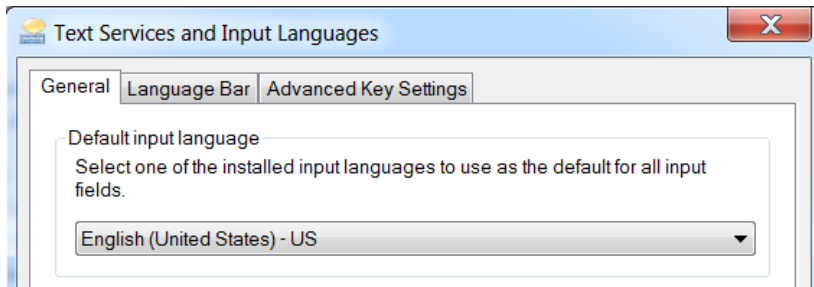 Text Services and Input Languages
General Language Bar Advanced Key Settings
Default input language
Select one of the installed input languages to use as the default for all input
fields.
English (United States) - US